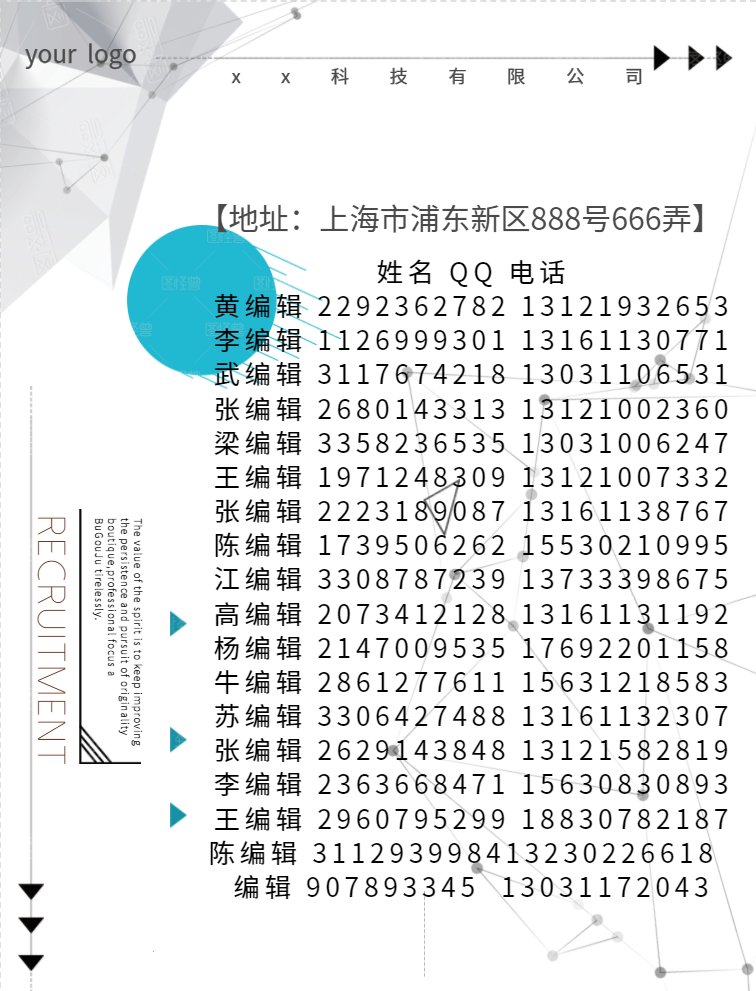 your logo
x x 科 技 有 限 公 司
【地址：上海市浦东新区888号666弄】
姓名 QQ 电话
黄编辑 2292362782 13121932653
李编辑 1126999301 13161130771
武编辑 3117674218 13031106531
张编辑 2680143313 13121002360
梁编辑 3358236535 13031006247
王编辑 1971248309 13121007332
张编辑 2223189087 13161138767
陈编辑 1739506262 15530210995
江编辑 3308787239 13733398675
高编辑 2073412128 13161131192
杨编辑 2147009535 17692201158
牛编辑 2861277611 15631218583
苏编辑 3306427488 13161132307
张编辑 2629143848 13121582819
李编辑 2363668471 15630830893
王编辑 2960795299 18830782187
陈编辑 311293998413230226618
编辑 907893345 13031172043
The value of the spirit is to keep improving
the persistence and pursuit of originality
boutique,professional focus a
BuGouJu tirelessly.
RECRUITMENT